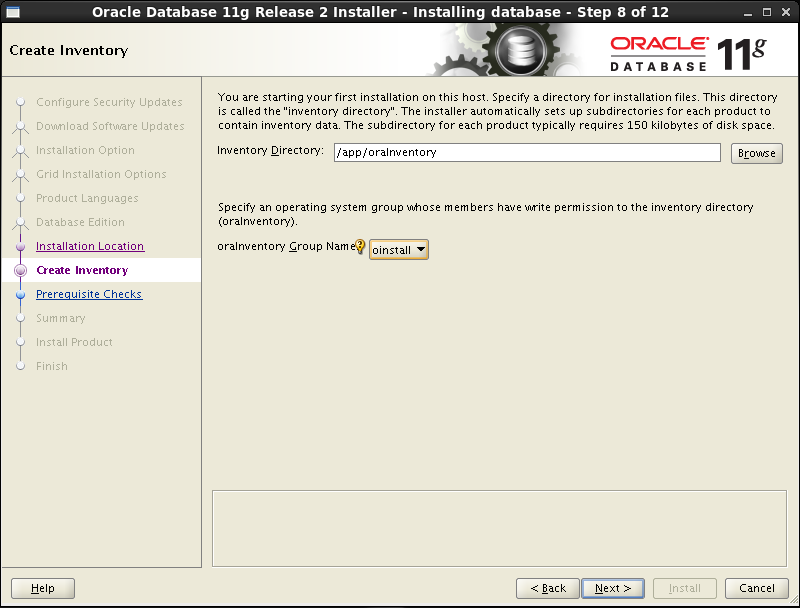 Oracle Database 11g Release 2 Installer - Installing database - Step 8 of 12
Create Inventory
ORACLE
DATABASE 11g
Configure Security Updates
Download Software Updates
Installation Option
Grid Installation Options
Product Languages
Database Edition
Installation Location
Create Inventory
Prerequisite Checks
Summary
Install Product
Finish
You are starting your first installation on this host. Specify a directory for installation files. This directory
is called the "inventory directory". The installer automatically sets up subdirectories for each product to
contain inventory data. The subdirectory for each product typically requires 150 kilobytes of disk space.
Inventory Directory: /app/oraInventory Browse
Specify an operating system group whose members have write permission to the inventory directory
(oraInventory).
oraInventory Group Name oinstall
Help < Back Next > Install Cancel